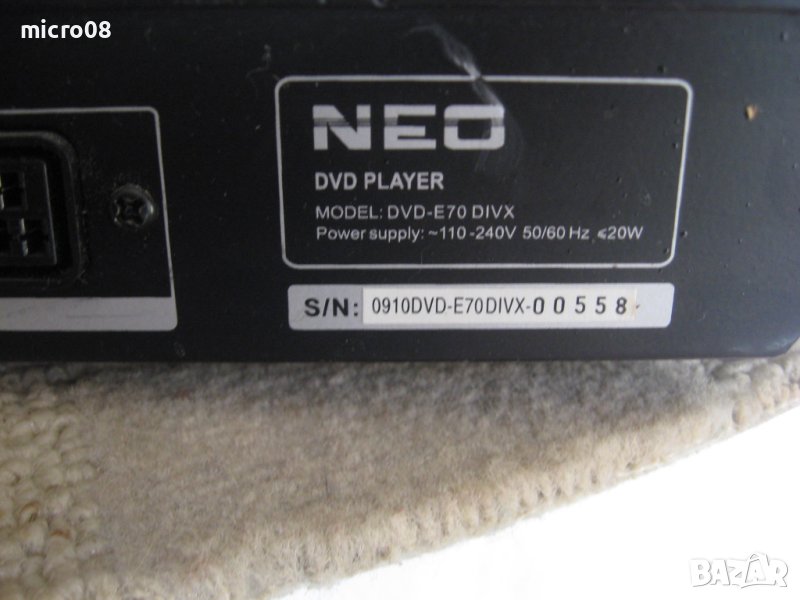 micro08
NEO
DVD PLAYER
MODEL: DVD-E70 DIVX
Power supply: ~110-240V 50/60 Hz ≤20W
S/N: 0910DVD-E70DIVX-00558
BAZAR